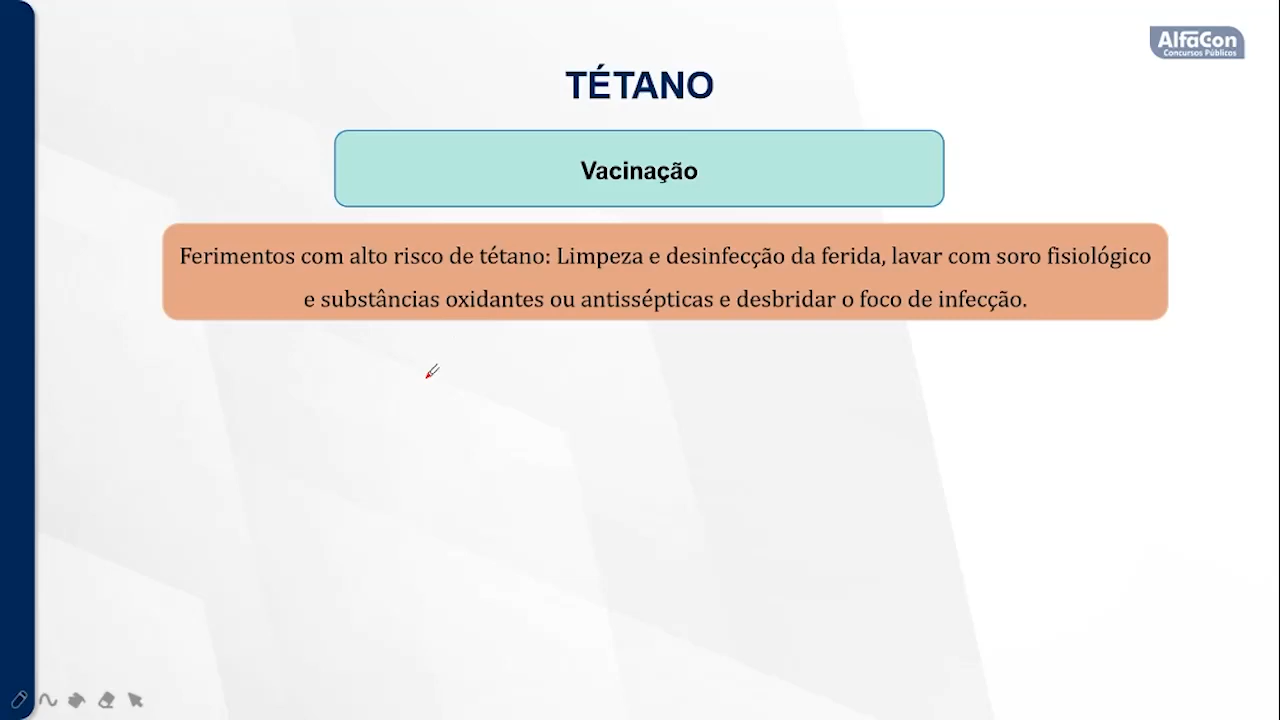 AlfaCon
Concursos Públicos
TÉTANO
Vacinação
Ferimentos com alto risco de tétano: Limpeza e desinfecção da ferida, lavar com soro fisiológico
e substâncias oxidantes ou antissépticas e desbridar o foco de infecção.